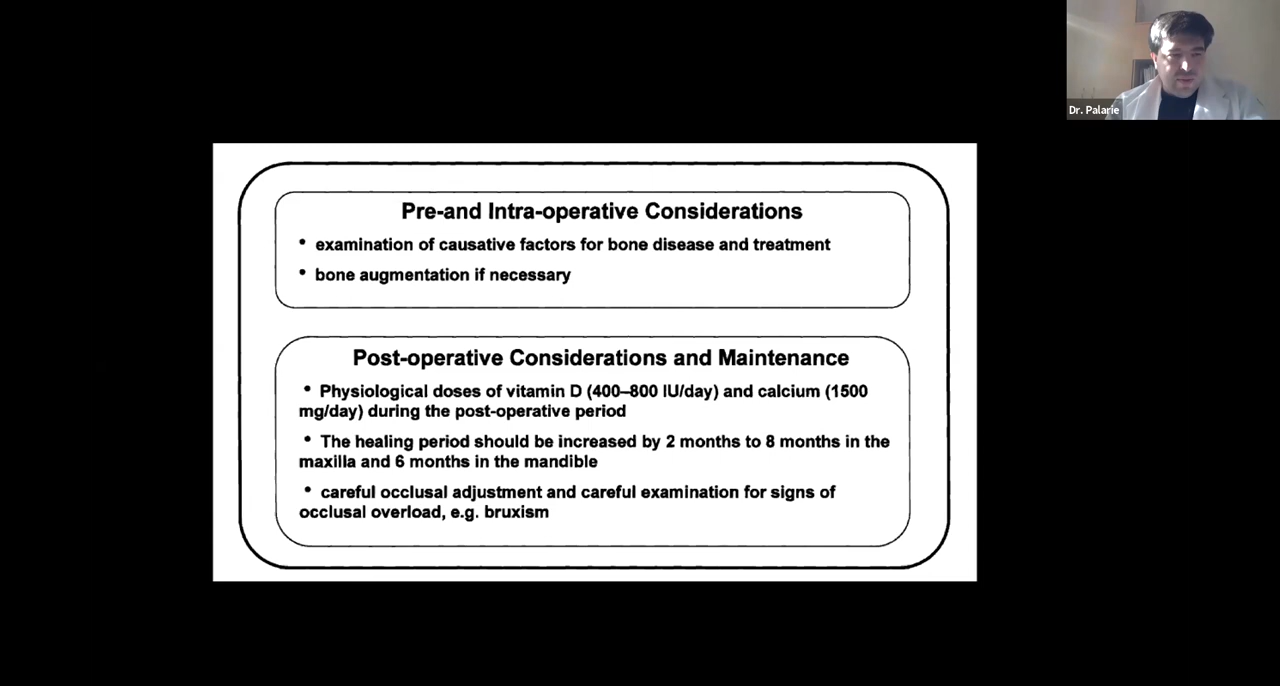 Dr. Palarie
Pre-and Intra-operative Considerations
• examination of causative factors for bone disease and treatment
• bone augmentation if necessary
Post-operative Considerations and Maintenance
• Physiological doses of vitamin D (400–800 IU/day) and calcium (1500
mg/day) during the post-operative period
• The healing period should be increased by 2 months to 8 months in the
maxilla and 6 months in the mandible
• careful occlusal adjustment and careful examination for signs of
occlusal overload, e.g. bruxism